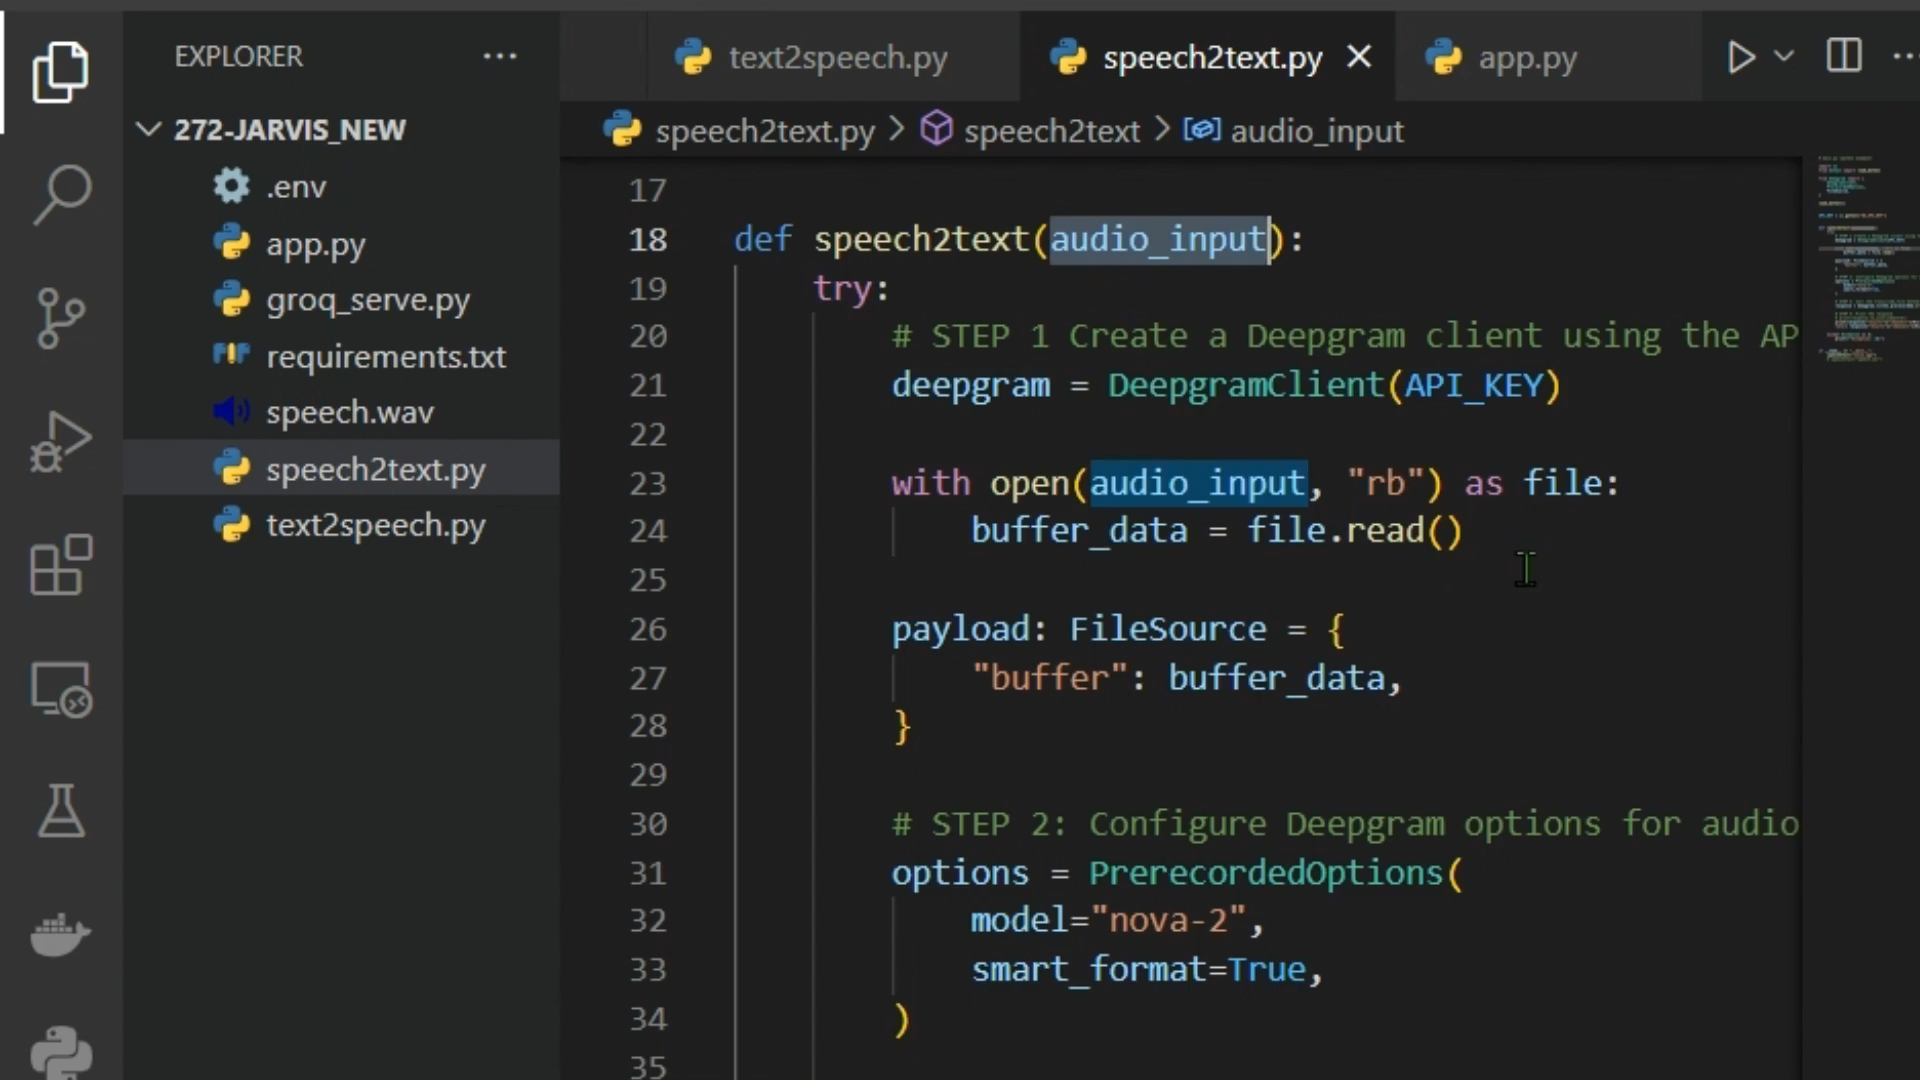 EXPLORER
272-JARVIS_NEW
.env
app.py
groq_serve.py
requirements.txt
speech.wav
speech2text.py
text2speech.py
text2speech.py
speech2text.py
app.py
speech2text.py > speech2text > audio_input
17
18 def speech2text(audio_input):
19 try:
20 # STEP 1 Create a Deepgram client using the AP
21 deepgram = DeepgramClient(API_KEY)
22
23 with open(audio_input, "rb") as file:
24 buffer_data = file.read()
25
26 payload: FileSource = {
27 "buffer": buffer_data,
28 }
29
30 # STEP 2: Configure Deepgram options for audio
31 options = PrerecordedOptions(
32 model="nova-2",
33 smart_format=True,
34 )
35